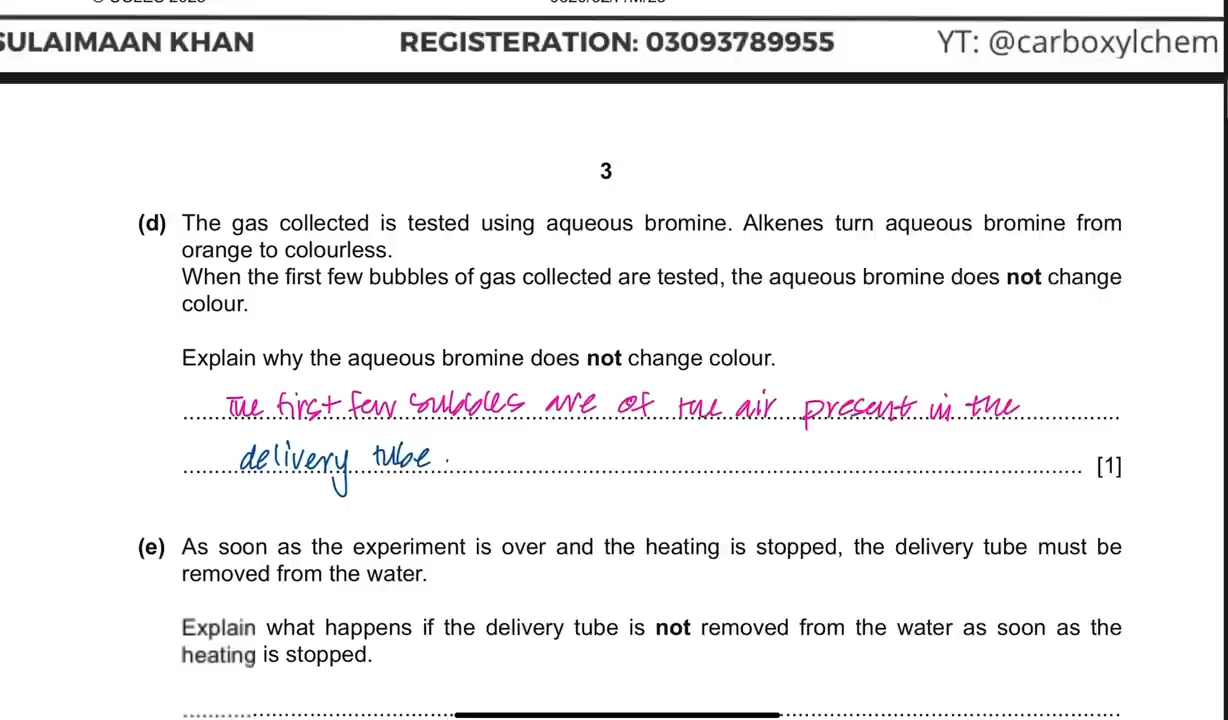 SULAIMAAN KHAN REGISTERATION: 03093789955 YT: @carboxylchem
3
(d) The gas collected is tested using aqueous bromine. Alkenes turn aqueous bromine from
orange to colourless.
When the first few bubbles of gas collected are tested, the aqueous bromine does not change
colour.
Explain why the aqueous bromine does not change colour.
The first few bubbles are of the air present in the
delivery tube. [1]
(e) As soon as the experiment is over and the heating is stopped, the delivery tube must be
removed from the water.
Explain what happens if the delivery tube is not removed from the water as soon as the
heating is stopped.